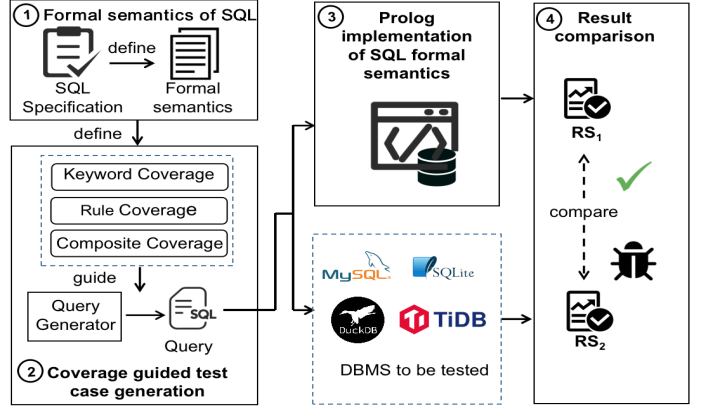 1 Formal semantics of SQL
define
SQL
Specification
Formal
semantics
define
Keyword Coverage
Rule Coverage
Composite Coverage
guide
Query
Generator
SQL
Query
2 Coverage guided test
case generation
3 Prolog
implementation
of SQL formal
semantics
MySQL
SQLite
DuckDB
TiDB
DBMS to be tested
4 Result
comparison
RS1
compare
RS2